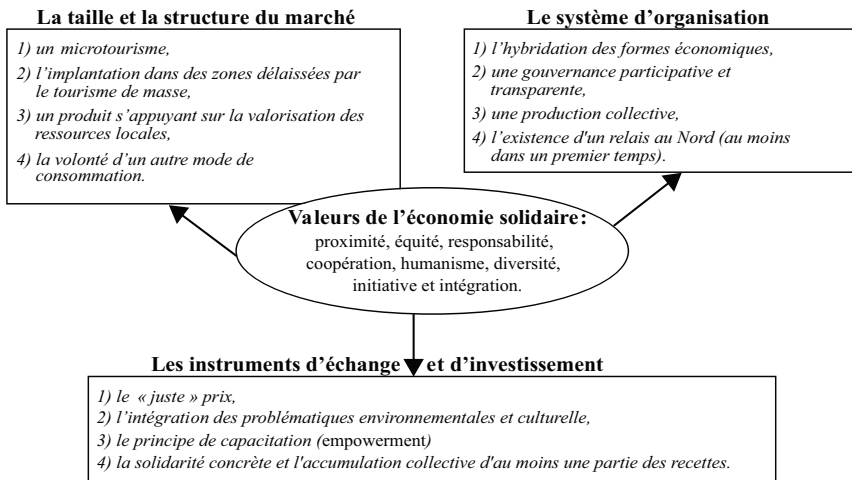 La taille et la structure du marché
1) un microtourisme,
2) l'implantation dans des zones délaissées par
le tourisme de masse,
3) un produit s'appuyant sur la valorisation des
ressources locales,
4) la volonté d'un autre mode de
consommation.
Le système d'organisation
1) l'hybridation des formes économiques,
2) une gouvernance participative et
transparente,
3) une production collective,
4) l'existence d'un relais au Nord (au moins
dans un premier temps).
Valeurs de l'économie solidaire:
proximité, équité, responsabilité,
coopération, humanisme, diversité,
initiative et intégration.
Les instruments d'échange et d'investissement
1) le « juste » prix,
2) l'intégration des problématiques environnementales et culturelle,
3) le principe de capacitation (empowerment)
4) la solidarité concrète et l'accumulation collective d'au moins une partie des recettes.